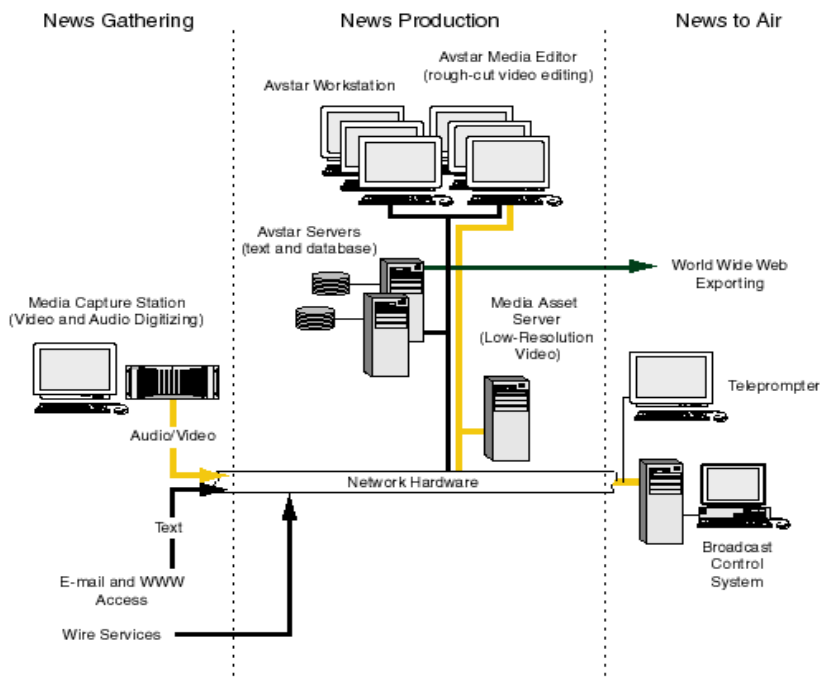 News Gathering
News Production
News to Air
Avstar Media Editor
(rough-cut video editing)
Avstar Workstation
Avstar Servers
(text and database)
World Wide Web
Exporting
Media Capture Station
(Video and Audio Digitizing)
Media Asset
Server
(Low-Resolution
Video)
Teleprompter
Audio/Video
Network Hardware
Text
Broadcast
Control
System
E-mail and WWW
Access
Wire Services